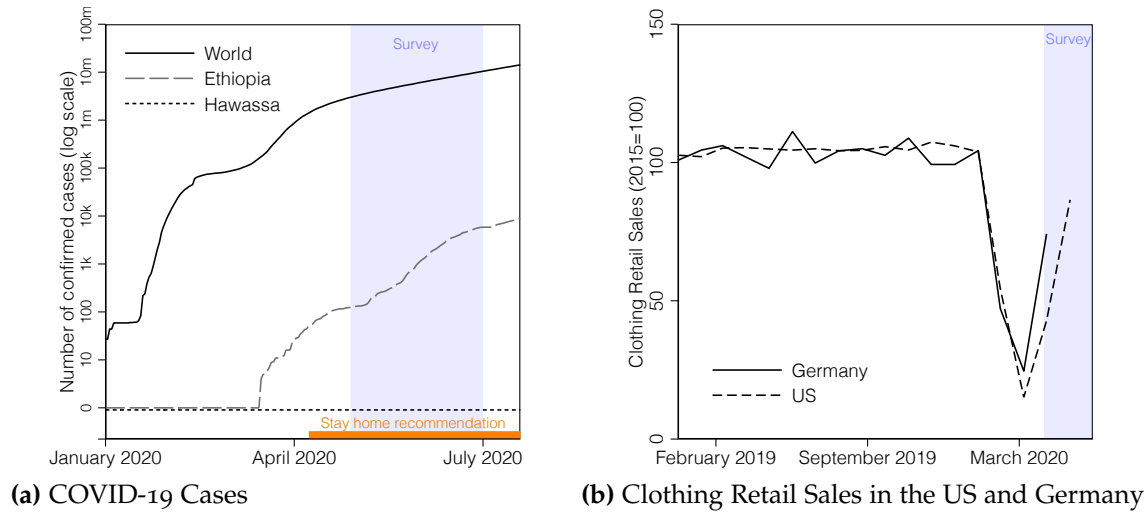 Number of confirmed cases (log scale)
100m
10m
1m
100k
10k
1k
100
10
0
World
Ethiopia
Hawassa
Survey
Stay home recommendation
January 2020
April 2020
July 2020
(a) COVID-19 Cases
Clothing Retail Sales (2015=100)
150
100
50
0
Survey
Germany
US
February 2019
September 2019
March 2020
(b) Clothing Retail Sales in the US and Germany